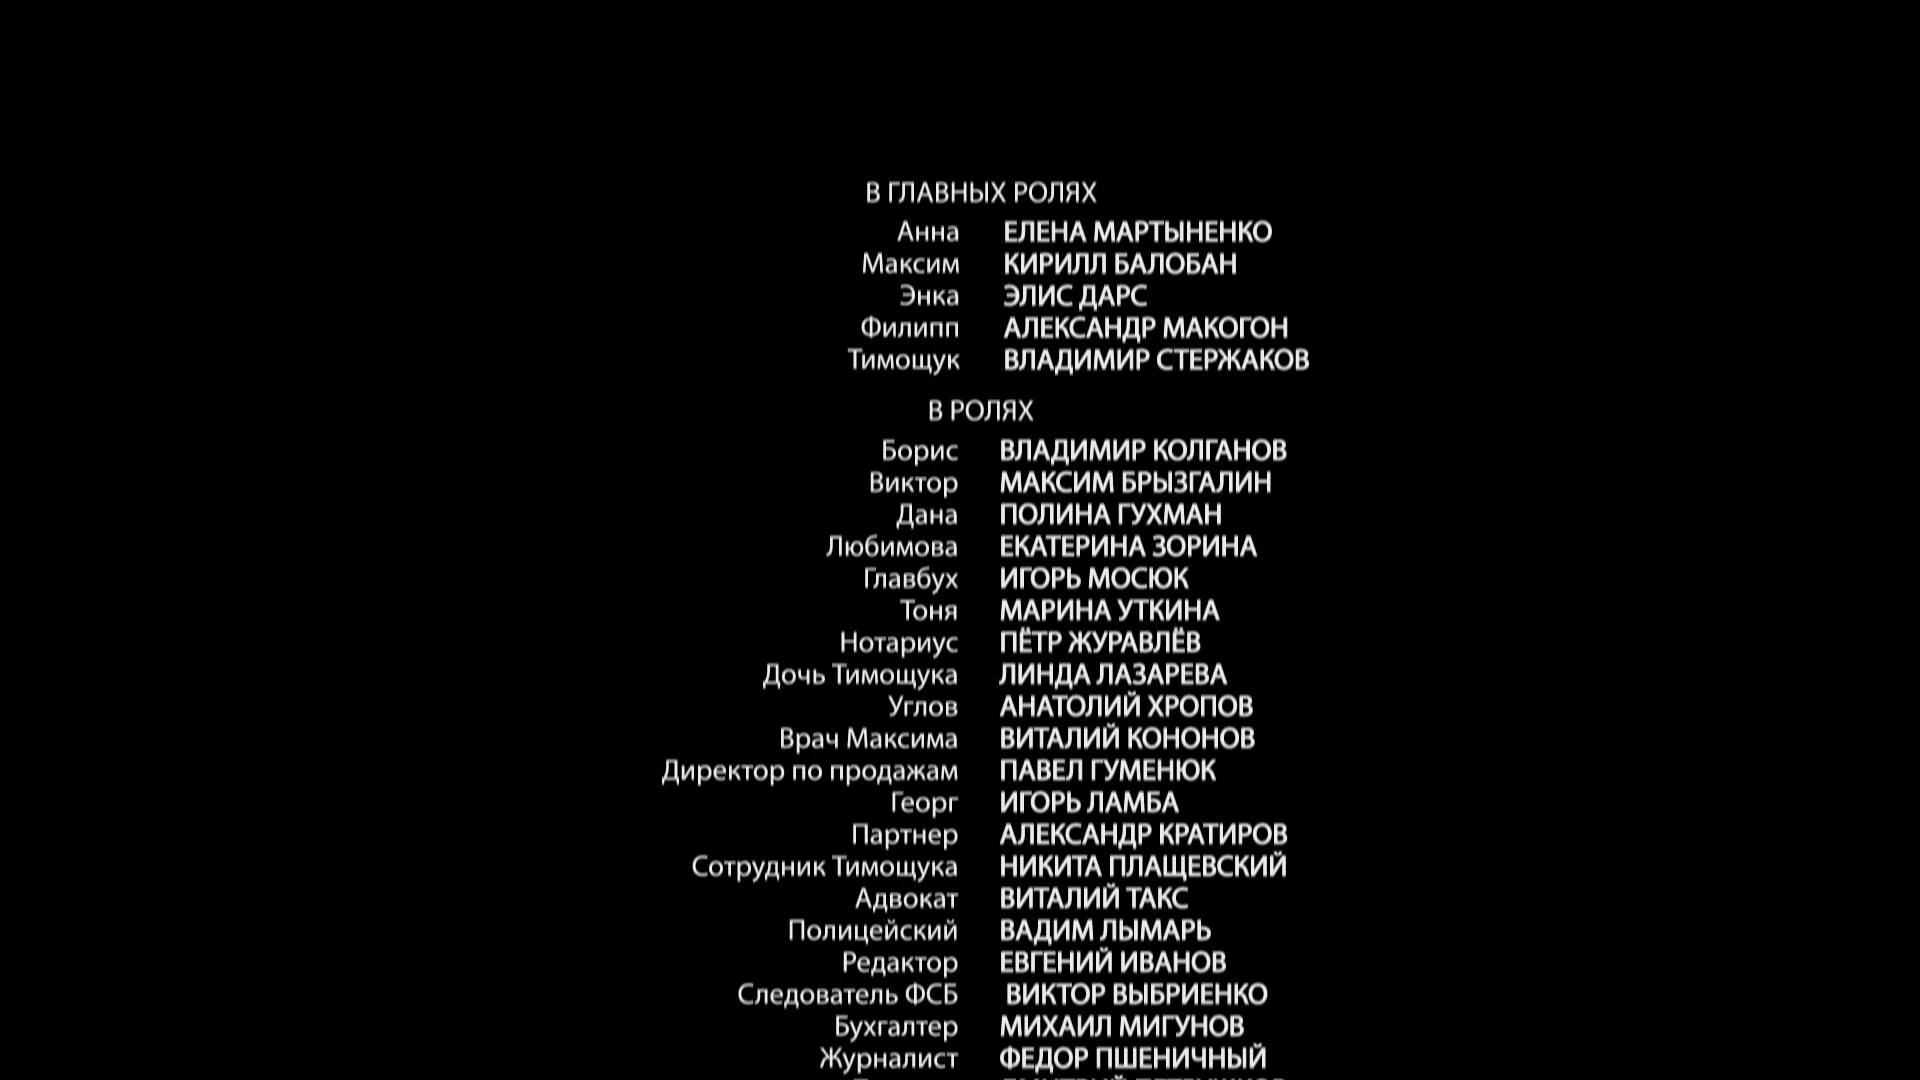 В ГЛАВНЫХ РОЛЯХ
Анна ЕЛЕНА МАРТЫНЕНКО
Максим КИРИЛЛ БАЛОБАН
Энка ЭЛИС ДАРС
Филипп АЛЕКСАНДР МАКОГОН
Тимощук ВЛАДИМИР СТЕРЖАКОВ
В РОЛЯХ
Борис ВЛАДИМИР КОЛГАНОВ
Виктор МАКСИМ БРЫЗГАЛИН
Дана ПОЛИНА ГУХМАН
Любимова ЕКАТЕРИНА ЗОРИНА
Главбух ИГОРЬ МОСЮК
Тоня МАРИНА УТКИНА
Нотариус ПЁТР ЖУРАВЛЁВ
Дочь Тимощука ЛИНДА ЛАЗАРЕВА
Углов АНАТОЛИЙ ХРОПОВ
Врач Максима ВИТАЛИЙ КОНОНОВ
Директор по продажам ПАВЕЛ ГУМЕНЮК
Георг ИГОРЬ ЛАМБА
Партнер АЛЕКСАНДР КРАТИРОВ
Сотрудник Тимощука НИКИТА ПЛАЩЕВСКИЙ
Адвокат ВИТАЛИЙ ТАКС
Полицейский ВАДИМ ЛЫМАРЬ
Редактор ЕВГЕНИЙ ИВАНОВ
Следователь ФСБ ВИКТОР ВЫБРИЕНКО
Бухгалтер МИХАИЛ МИГУНОВ
Журналист ФЕДОР ПШЕНИЧНЫЙ